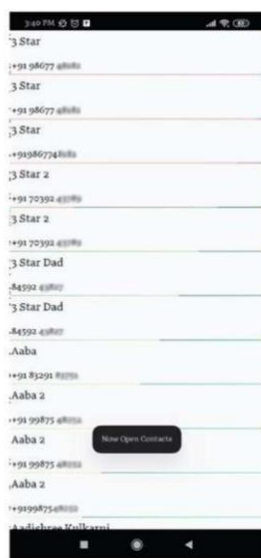 3:40 PM
3 Star
+91 98677
3 Star
+91 98677
3 Star
+9198677
3 Star 2
+91 70392
3 Star 2
+91 70392
3 Star Dad
84592
3 Star Dad
84592
Aaba
+91 83291
Aaba 2
+91 99875
Aaba 2
Now Open Contacts
+91 99875
Aaba 2
+9199875
Aadishree Kulkarni